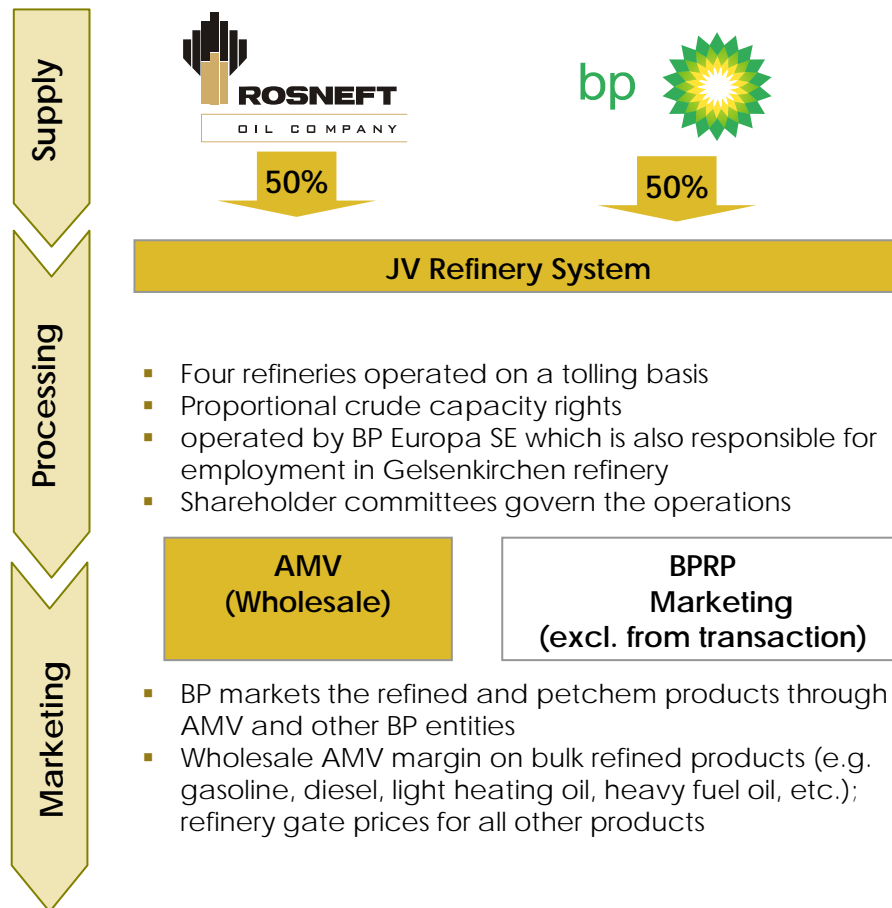 Supply
ROSNEFT
OIL COMPANY
bp
50%
50%
JV Refinery System
Processing
▪ Four refineries operated on a tolling basis
▪ Proportional crude capacity rights
▪ operated by BP Europa SE which is also responsible for
employment in Gelsenkirchen refinery
▪ Shareholder committees govern the operations
AMV
(Wholesale)
BPRP
Marketing
(excl. from transaction)
Marketing
▪ BP markets the refined and petchem products through
AMV and other BP entities
▪ Wholesale AMV margin on bulk refined products (e.g.
gasoline, diesel, light heating oil, heavy fuel oil, etc.);
refinery gate prices for all other products